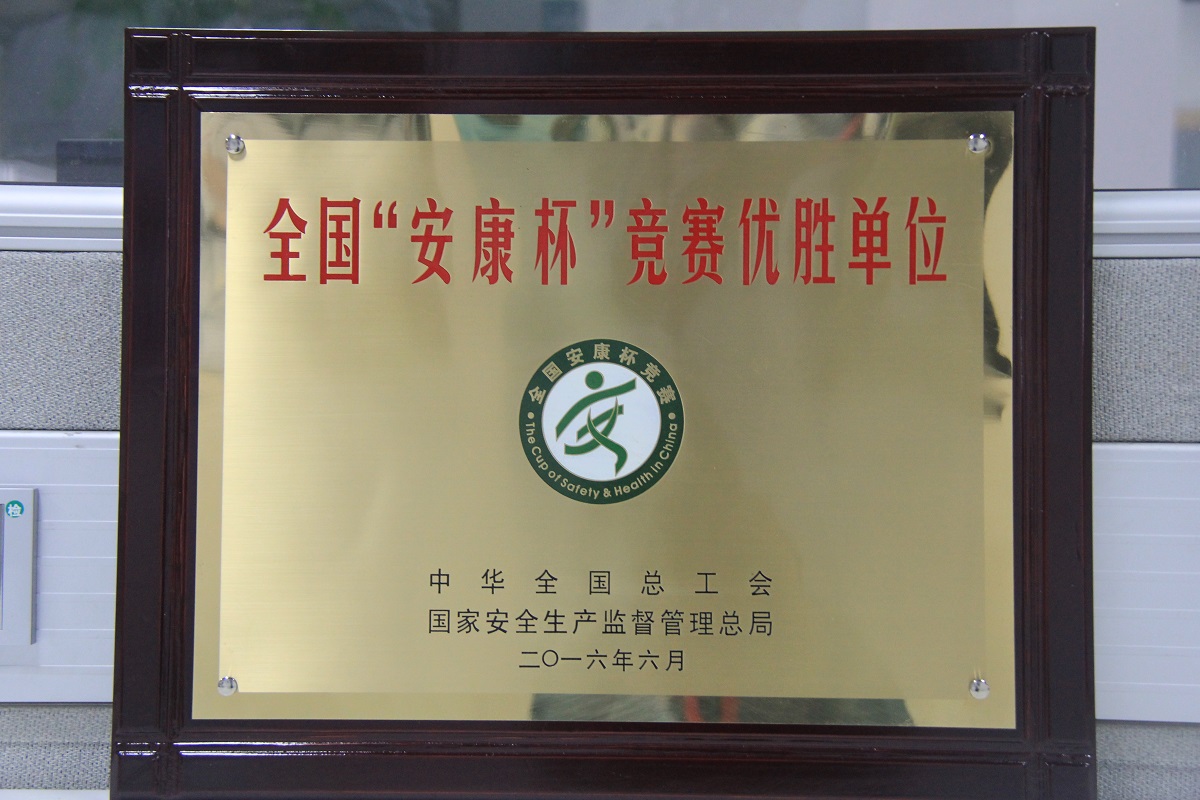 全国“安康杯”竞赛优胜单位
全国安康杯竞赛
The Cup of Safety & Health in China
中华全国总工会
国家安全生产监督管理总局
二〇一六年六月
检